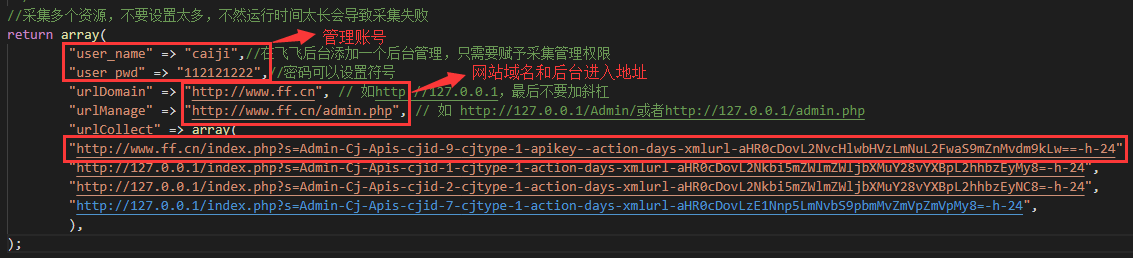 //采集多个资源，不要设置太多，不然运行时间太长会导致采集失败
return array(
管理账号
"user_name" => "caiji",//在飞飞后台添加一个后台管理，只需要赋予采集管理权限
"user_pwd" => "112121222",//密码可以设置符号
网站域名和后台进入地址
"urlDomain" => "http://www.ff.cn", // 如http://127.0.0.1，最后不要加斜杠
"urlManage" => "http://www.ff.cn/admin.php", // 如 http://127.0.0.1/Admin/或者http://127.0.0.1/admin.php
"urlCollect" => array(
"http://www.ff.cn/index.php?s=Admin-Cj-Apis-cjid-9-cjtype-1-apikey--action-days-xmlurl-aHR0cDovL2NvcHlwbHVzLmNuL2FwaS9mZnMvdm9kLw==-h-24"
"http://127.0.0.1/index.php?s=Admin-Cj-Apis-cjid-1-cjtype-1-action-days-xmlurl-aHR0cDovL2Nkbi5mZWlmZWljbXMuY28vYXBpL2hhbzEyMy8=-h-24",
"http://127.0.0.1/index.php?s=Admin-Cj-Apis-cjid-2-cjtype-1-action-days-xmlurl-aHR0cDovL2Nkbi5mZWlmZWljbXMuY28vYXBpL2hhbzEyNC8=-h-24",
"http://127.0.0.1/index.php?s=Admin-Cj-Apis-cjid-7-cjtype-1-action-days-xmlurl-aHR0cDovLzE1Nnp5LmNvbS9pbmMvZmVpZmVpMy8=-h-24",
),
);